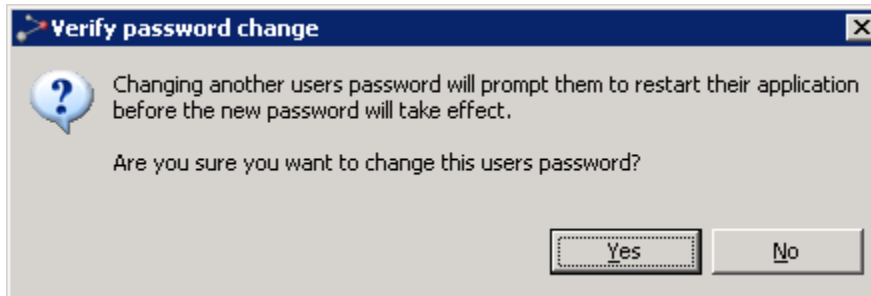 Verify password change
Changing another users password will prompt them to restart their application
before the new password will take effect.
Are you sure you want to change this users password?
Yes
No